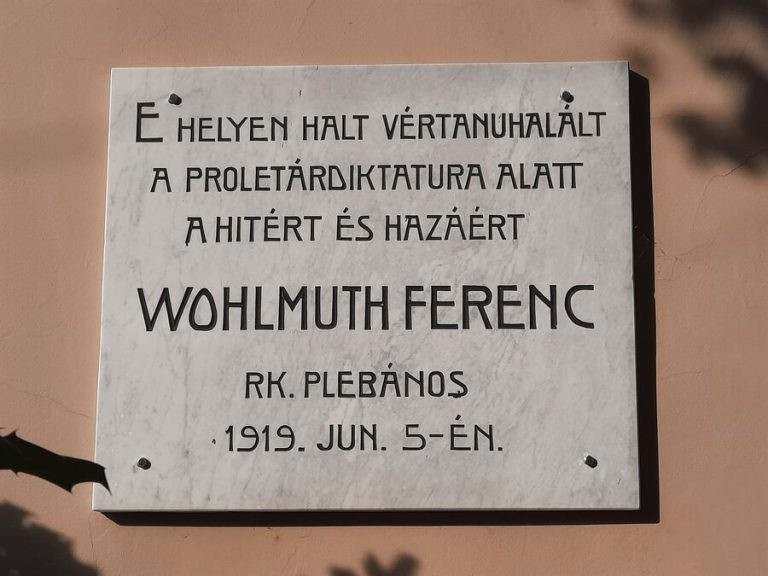 E HELYEN HALT VÉRTANUHALÁLT
A PROLETÁRDIKTATURA ALATT
A HITÉRT ÉS HAZÁÉRT
WOHLMUTH FERENC
RK. PLEBÁNOS
1919. JUN. 5-ÉN.